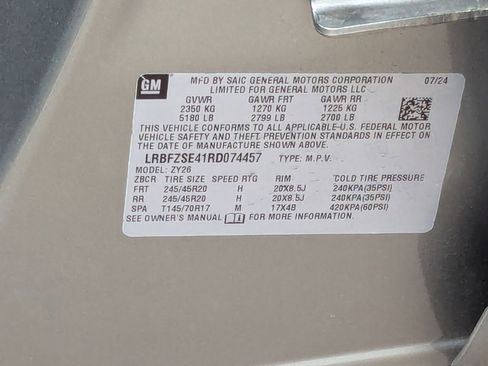 GM
MFD BY SAIC GENERAL MOTORS CORPORATION 07/24
LIMITED FOR GENERAL MOTORS LLC
GVWR GAWR FRT GAWR RR
2350 KG 1270 KG 1225 KG
5180 LB 2799 LB 2700 LB
THIS VEHICLE CONFORMS TO ALL APPLICABLE U.S. FEDERAL MOTOR
VEHICLE SAFETY AND THEFT PREVENTION STANDARDS IN EFFECT ON
THE DATE OF MANUFACTURE SHOWN ABOVE.
LRBFZSE41RD074457 TYPE: M.P.V.
MODEL: ZY26
ZBCR TIRE SIZE SPEED RTG RIM COLD TIRE PRESSURE
FRT 245/45R20 H 20X8.5J 240KPA(35PSI)
RR 245/45R20 H 20X8.5J 240KPA(35PSI)
SPA T145/70R17 M 17X4B 420KPA(60PSI)
SEE OWNER'S MANUAL FOR MORE INFORMATION.